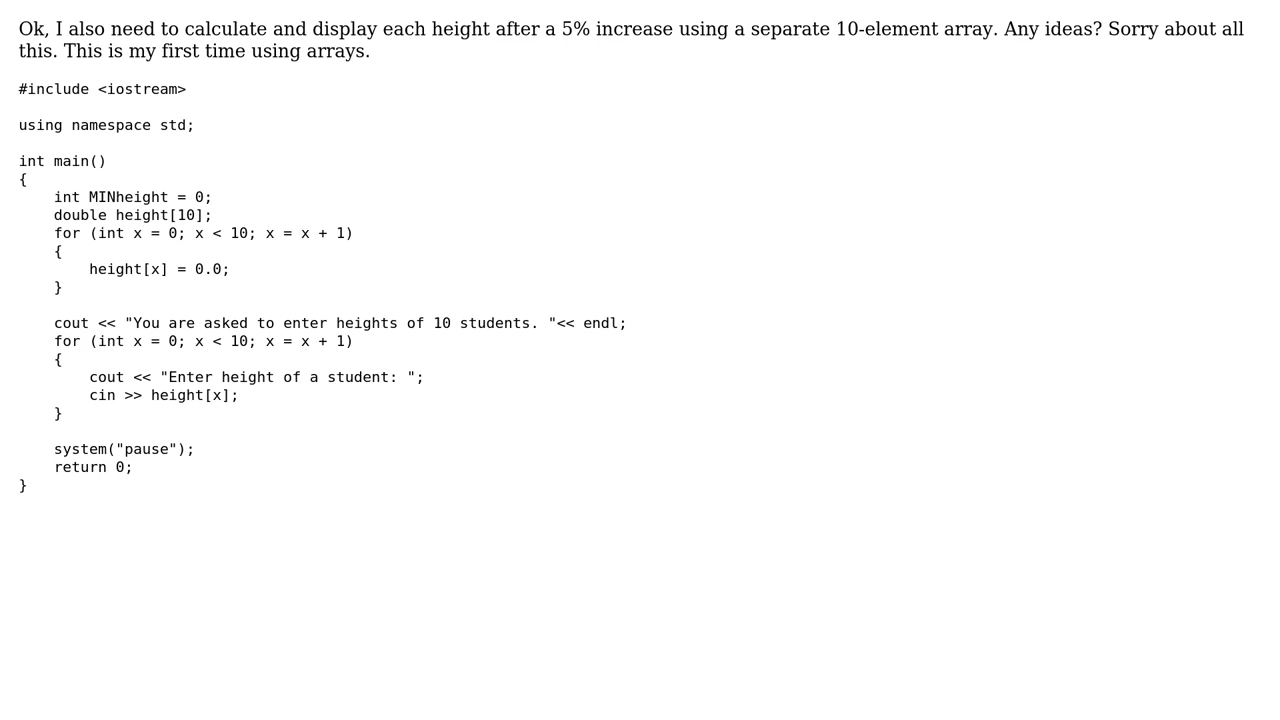 Ok, I also need to calculate and display each height after a 5% increase using a separate 10-element array. Any ideas? Sorry about all
this. This is my first time using arrays.
#include <iostream>
using namespace std;
int main()
{
    int MINheight = 0;
    double height[10];
    for (int x = 0; x < 10; x = x + 1)
    {
        height[x] = 0.0;
    }
    cout << "You are asked to enter heights of 10 students. "<< endl;
    for (int x = 0; x < 10; x = x + 1)
    {
        cout << "Enter height of a student: ";
        cin >> height[x];
    }
    system("pause");
    return 0;
}